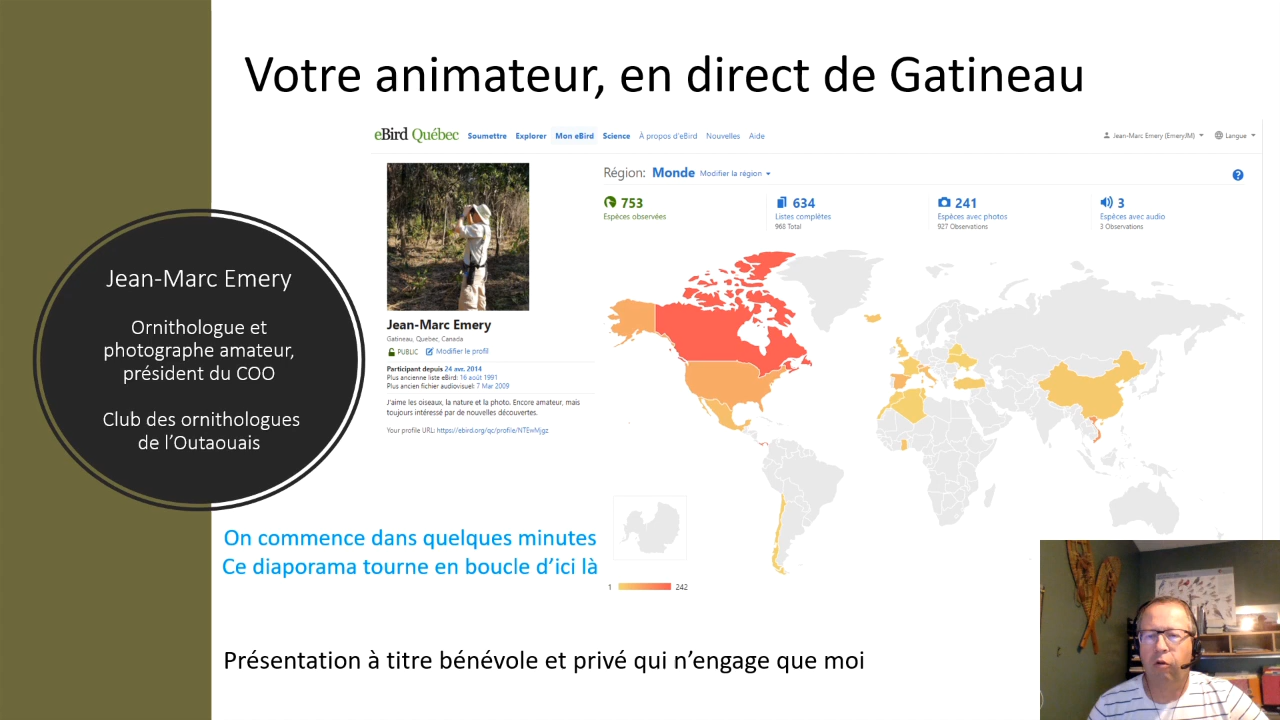 Votre animateur, en direct de Gatineau
eBird Québec Soumettre Explorer Mon eBird Science À propos d'eBird Nouvelles Aide Jean-Marc Emery (EmeryJM) Langue
Région: Monde Modifier la région
753
Espèces observées
634
Listes complètes
968 Total
241
Espèces avec photos
927 Observations
3
Espèces avec audio
3 Observations
Jean-Marc Emery
Ornithologue et
photographe amateur,
président du COO
Club des ornithologues
de l'Outaouais
Jean-Marc Emery
Gatineau, Quebec, Canada
PUBLIC Modifier le profil
Participant depuis 24 avr. 2014
Plus ancienne liste eBird: 16 août 1991
Plus ancien fichier audiovisuel: 7 Mar 2009
J'aime les oiseaux, la nature et la photo. Encore amateur, mais
toujours intéressé par de nouvelles découvertes.
Your profile URL: https://ebird.org/qc/profile/NTEwMjgz
On commence dans quelques minutes
Ce diaporama tourne en boucle d'ici là
1 242
Présentation à titre bénévole et privé qui n'engage que moi